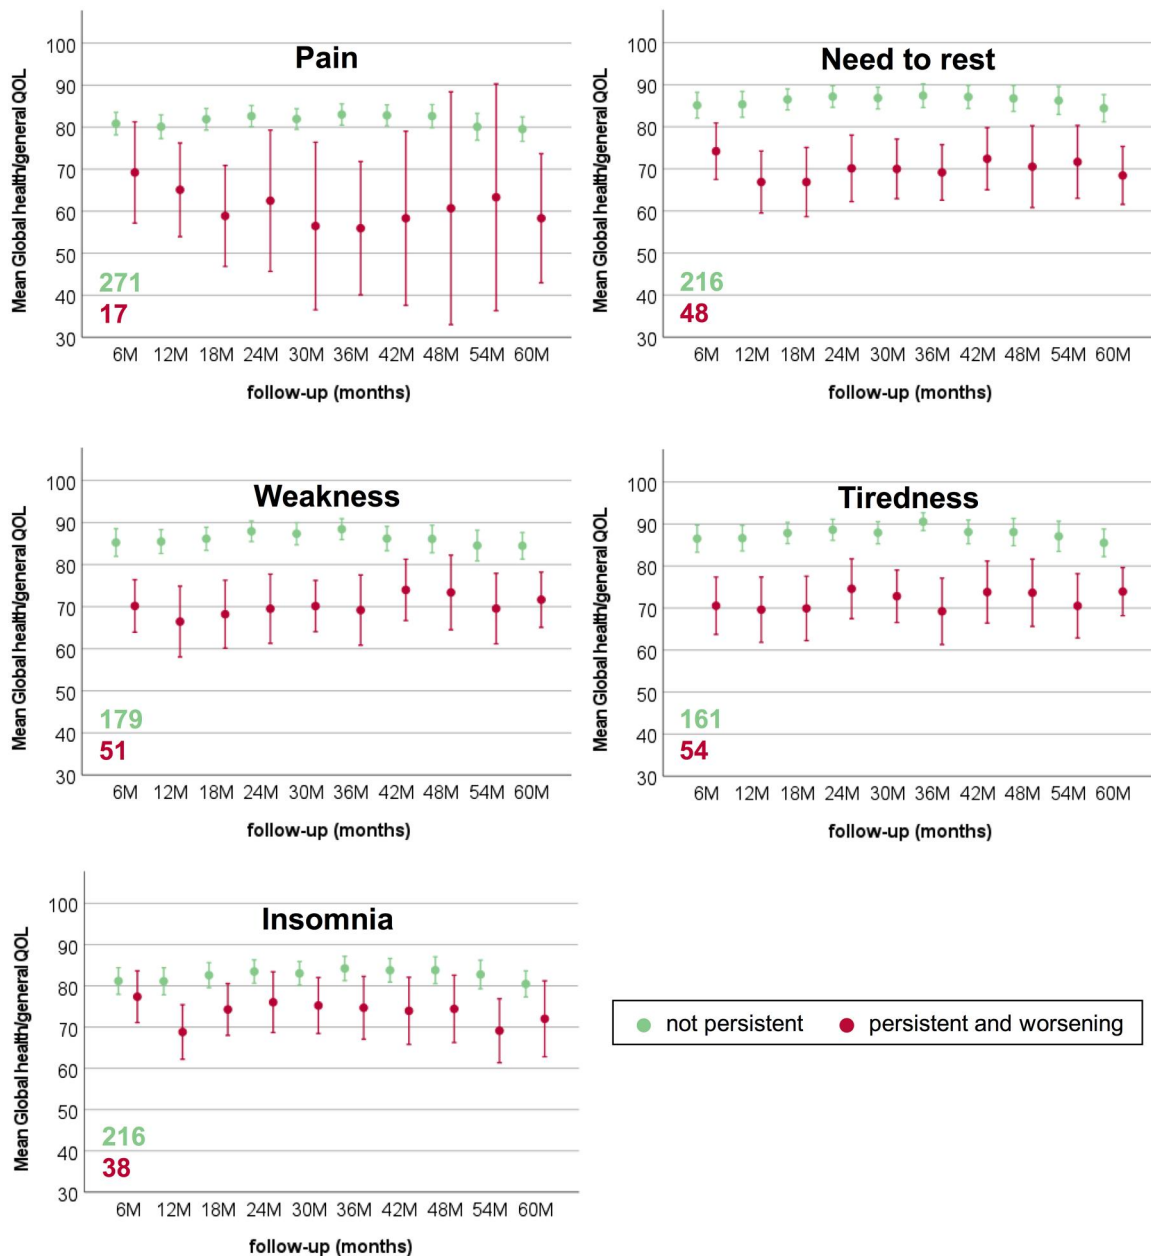 Pain
Mean Global health/general QOL
100
90
80
70
60
50
40
30
271
17
6M 12M 18M 24M 30M 36M 42M 48M 54M 60M
follow-up (months)
Need to rest
Mean Global health/general QOL
100
90
80
70
60
50
40
30
216
48
6M 12M 18M 24M 30M 36M 42M 48M 54M 60M
follow-up (months)
Weakness
Mean Global health/general QOL
100
90
80
70
60
50
40
30
179
51
6M 12M 18M 24M 30M 36M 42M 48M 54M 60M
follow-up (months)
Tiredness
Mean Global health/general QOL
100
90
80
70
60
50
40
30
161
54
6M 12M 18M 24M 30M 36M 42M 48M 54M 60M
follow-up (months)
Insomnia
Mean Global health/general QOL
100
90
80
70
60
50
40
30
216
38
6M 12M 18M 24M 30M 36M 42M 48M 54M 60M
follow-up (months)
not persistent persistent and worsening